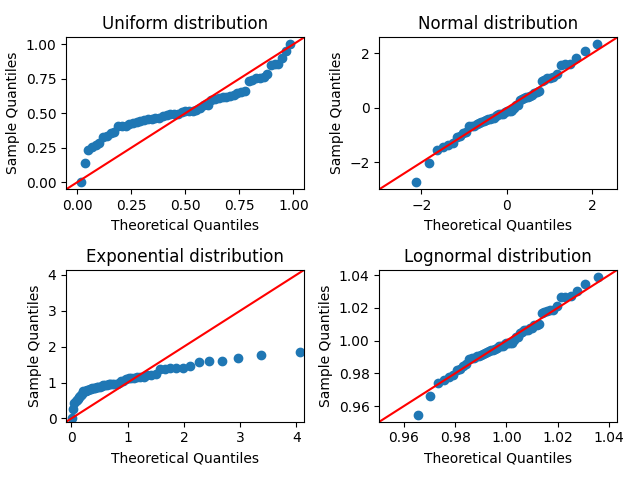 Uniform distribution
1.00
0.75
0.50
0.25
0.00
Sample Quantiles
0.00 0.25 0.50 0.75 1.00
Theoretical Quantiles
Normal distribution
2
0
−2
Sample Quantiles
−2 0 2
Theoretical Quantiles
Exponential distribution
4
3
2
1
0
Sample Quantiles
0 1 2 3 4
Theoretical Quantiles
Lognormal distribution
1.04
1.02
1.00
0.98
0.96
Sample Quantiles
0.96 0.98 1.00 1.02 1.04
Theoretical Quantiles